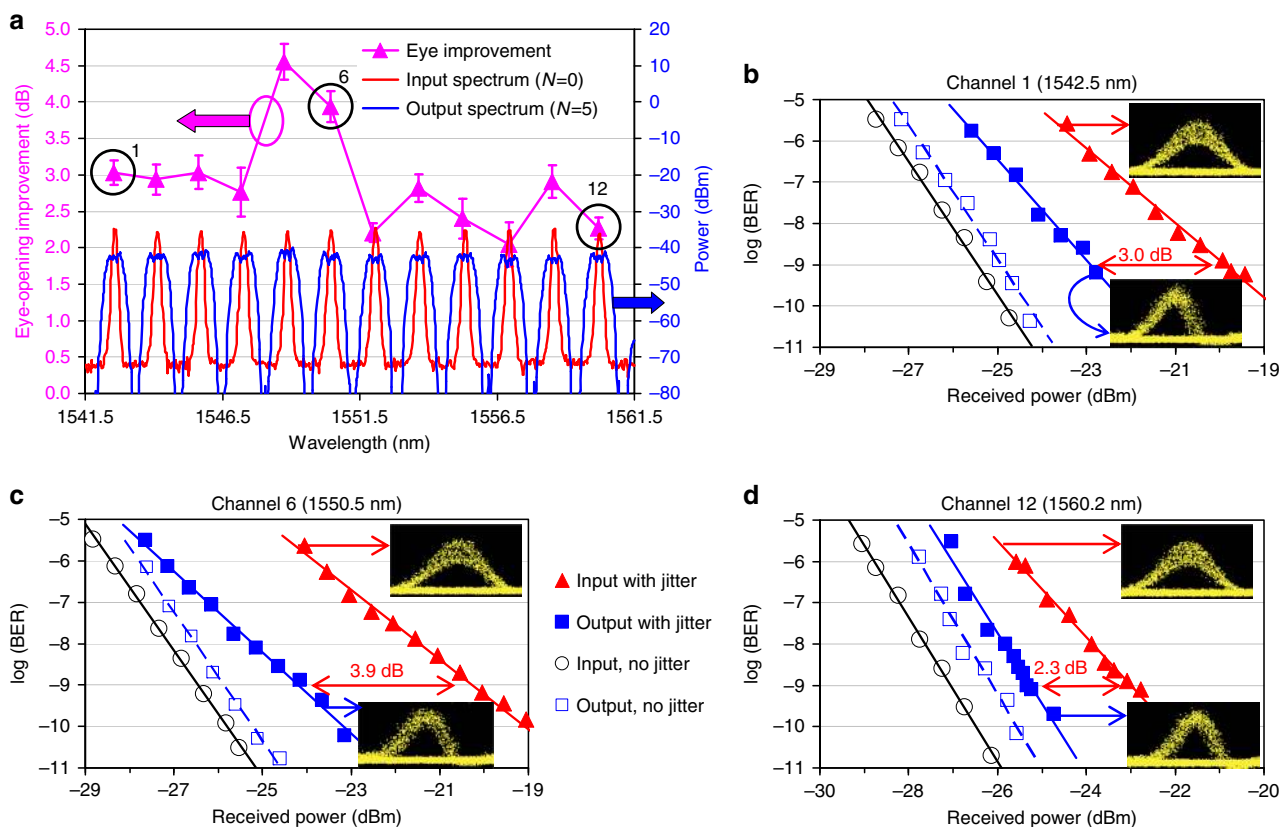 a
5.0
4.5
4.0
3.5
3.0
2.5
2.0
1.5
1.0
0.5
0.0
Eye-opening improvement (dB)
20
10
0
−10
−20
−30
−40
−50
−60
−70
−80
Power (dBm)
Eye improvement
Input spectrum (N=0)
Output spectrum (N=5)
1
6
12
1541.5 1546.5 1551.5 1556.5 1561.5
Wavelength (nm)
b
Channel 1 (1542.5 nm)
−5
−6
−7
−8
−9
−10
−11
log (BER)
3.0 dB
−29 −27 −25 −23 −21 −19
Received power (dBm)
c
Channel 6 (1550.5 nm)
−5
−6
−7
−8
−9
−10
−11
log (BER)
3.9 dB
−29 −27 −25 −23 −21 −19
Received power (dBm)
Input with jitter
Output with jitter
Input, no jitter
Output, no jitter
d
Channel 12 (1560.2 nm)
−5
−6
−7
−8
−9
−10
−11
log (BER)
2.3 dB
−30 −28 −26 −24 −22 −20
Received power (dBm)